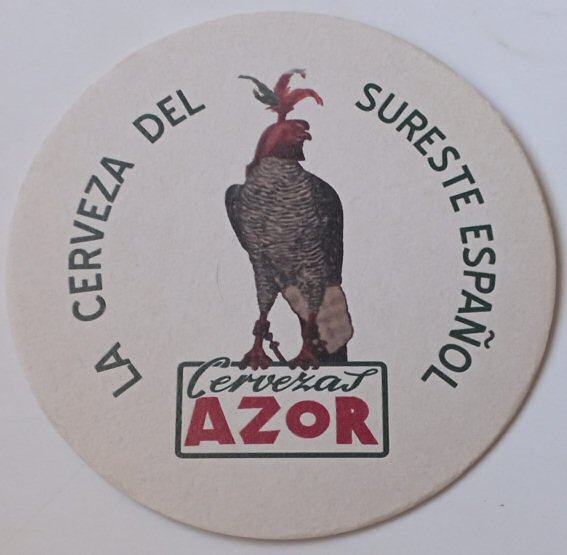 LA CERVEZA DEL SURESTE ESPAÑOL
Cervezas
AZOR